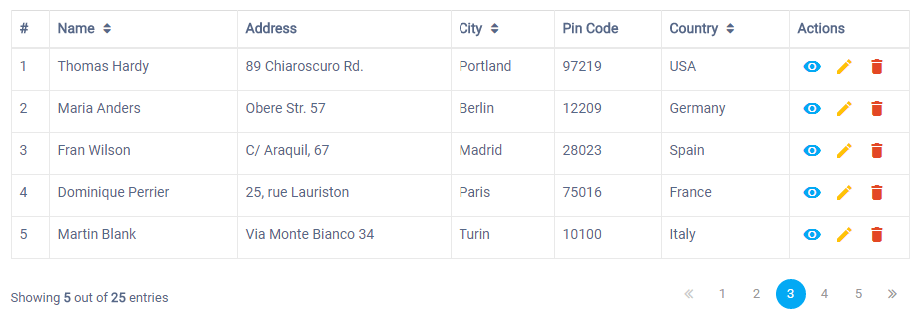 # Name Address City Pin Code Country Actions
1 Thomas Hardy 89 Chiaroscuro Rd. Portland 97219 USA
2 Maria Anders Obere Str. 57 Berlin 12209 Germany
3 Fran Wilson C/ Araquil, 67 Madrid 28023 Spain
4 Dominique Perrier 25, rue Lauriston Paris 75016 France
5 Martin Blank Via Monte Bianco 34 Turin 10100 Italy
Showing 5 out of 25 entries « 1 2 3 4 5 »